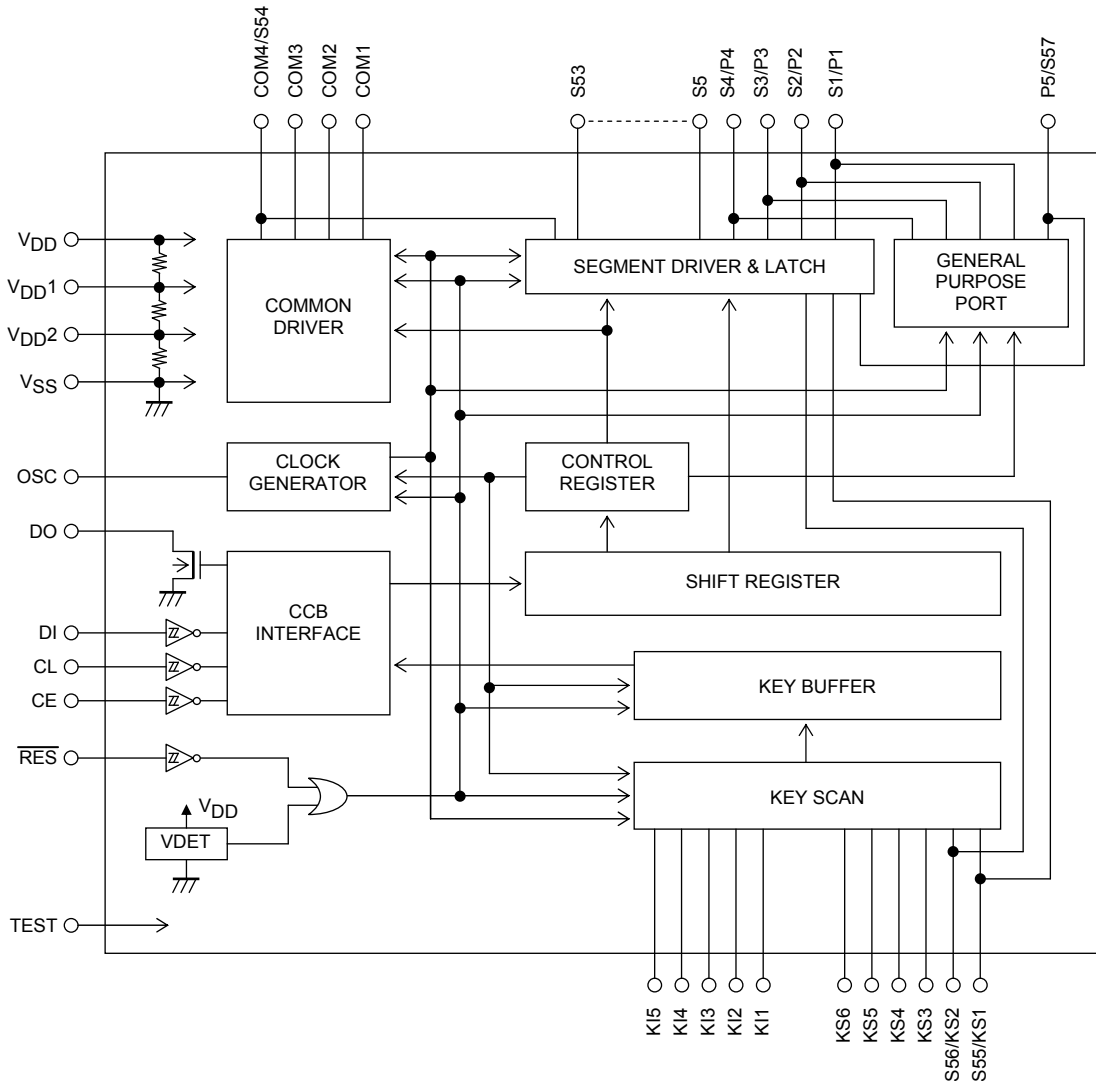 COM4/S54
COM3
COM2
COM1
S53
S5
S4/P4
S3/P3
S2/P2
S1/P1
P5/S57
VDD
VDD1
VDD2
VSS
COMMON
DRIVER
SEGMENT DRIVER & LATCH
GENERAL
PURPOSE
PORT
OSC
CLOCK
GENERATOR
CONTROL
REGISTER
DO
DI
CL
CE
CCB
INTERFACE
SHIFT REGISTER
KEY BUFFER
RES
VDD
VDET
KEY SCAN
TEST
KI5
KI4
KI3
KI2
KI1
KS6
KS5
KS4
KS3
S56/KS2
S55/KS1